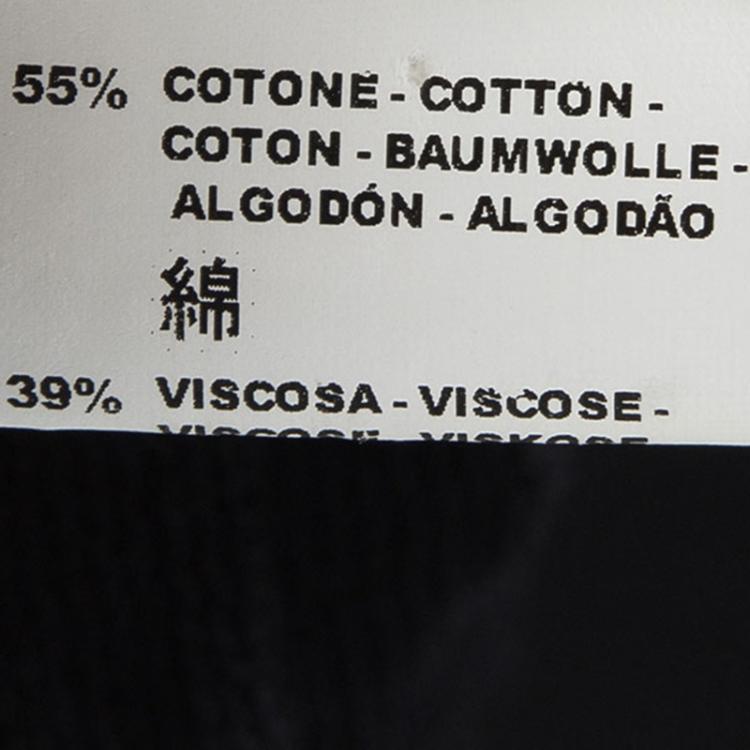 55% COTONE - COTTON -
COTON - BAUMWOLLE -
ALGODÓN - ALGODÃO
綿
39% VISCOSA - VISCOSE -